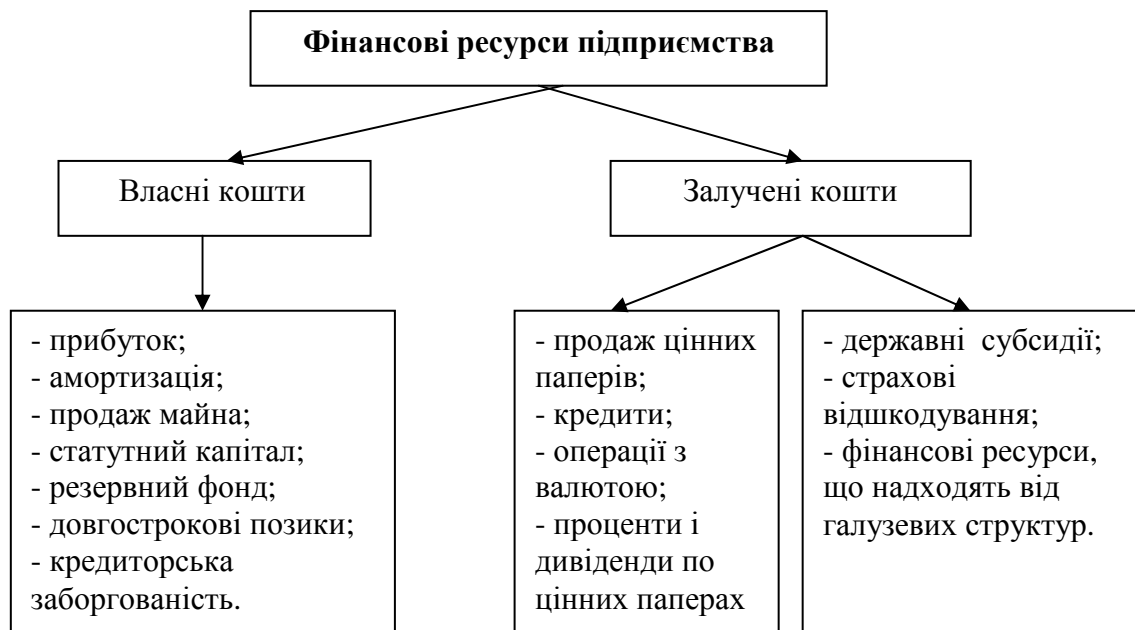 Фінансові ресурси підприємства
Власні кошти
Залучені кошти
- прибуток;
- амортизація;
- продаж майна;
- статутний капітал;
- резервний фонд;
- довгострокові позики;
- кредиторська
заборгованість.
- продаж цінних
паперів;
- кредити;
- операції з
валютою;
- проценти і
дивіденди по
цінних паперах
- державні субсидії;
- страхові
відшкодування;
- фінансові ресурси,
що надходять від
галузевих структур.